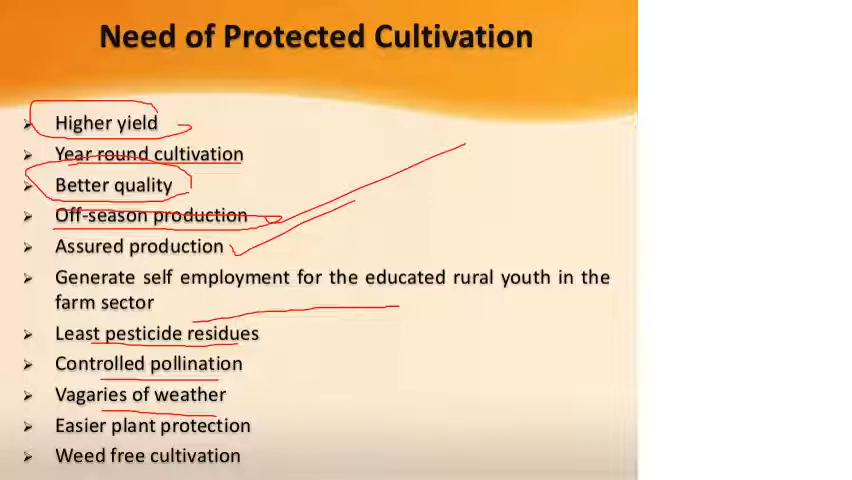 Need of Protected Cultivation
Higher yield
Year round cultivation
Better quality
Off-season production
Assured production
Generate self employment for the educated rural youth in the
farm sector
Least pesticide residues
Controlled pollination
Vagaries of weather
Easier plant protection
Weed free cultivation